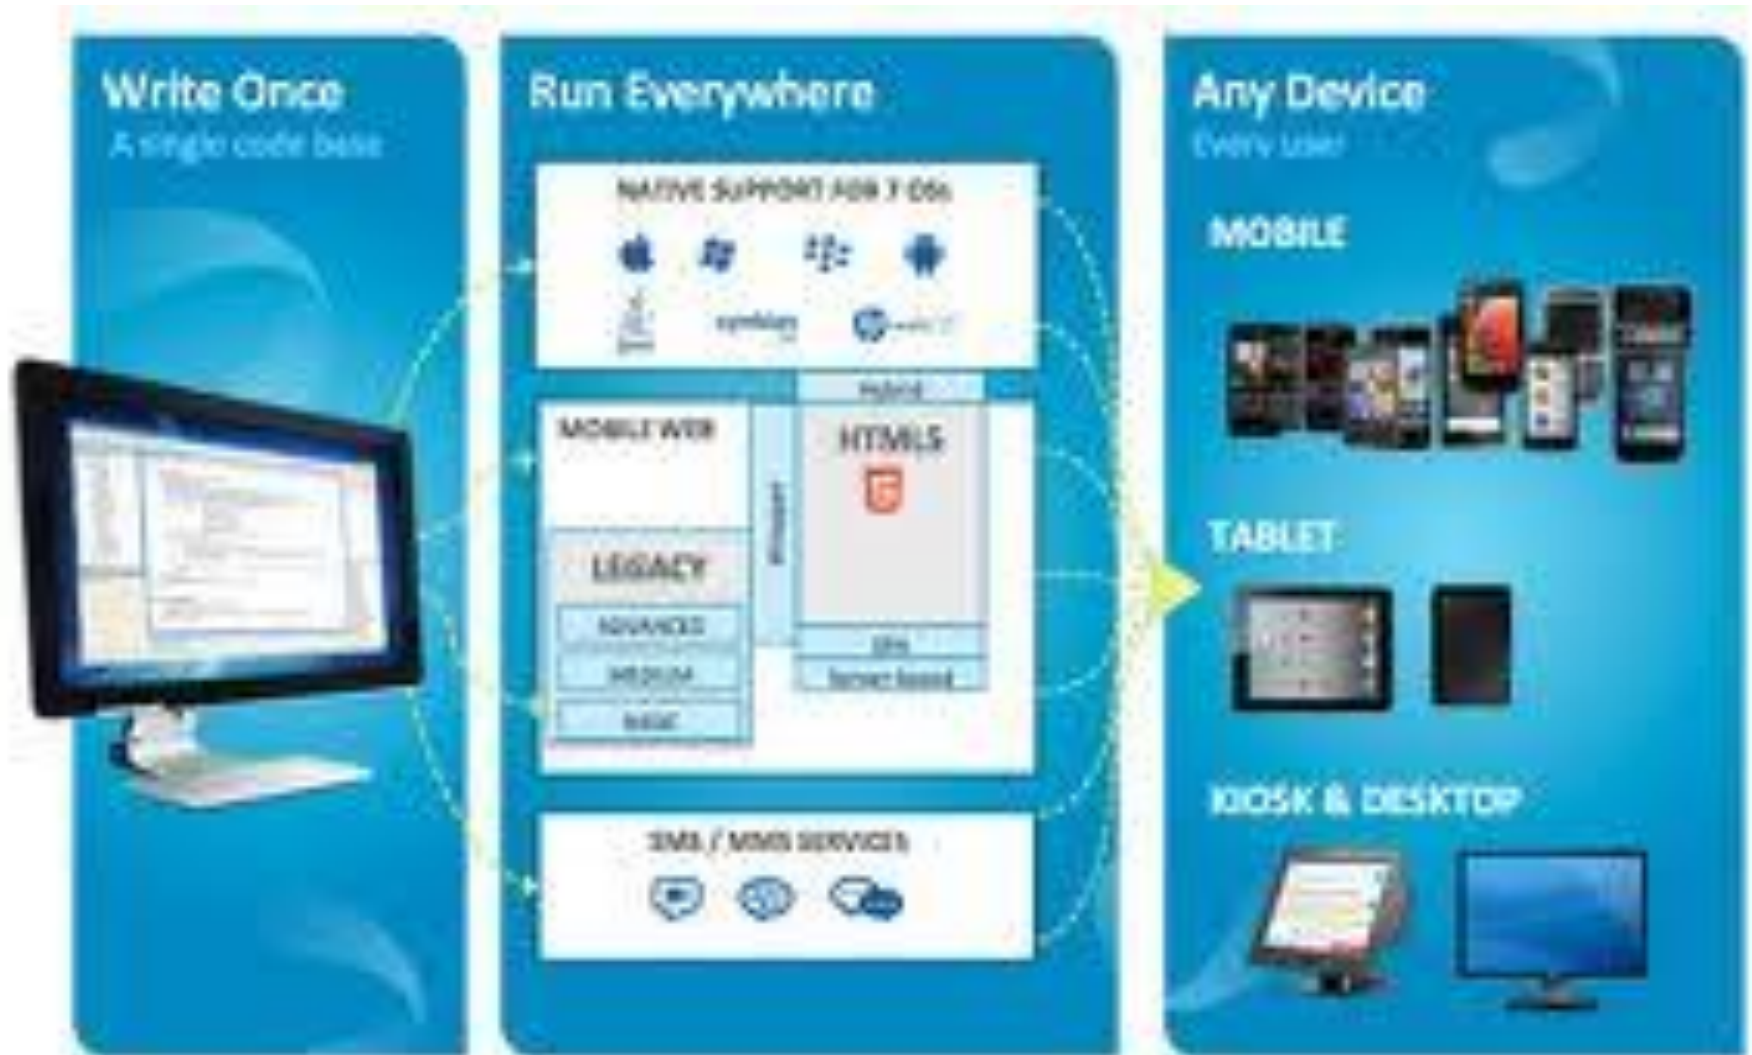 Write Once
A single code base
Run Everywhere
NATIVE SUPPORT FOR 7 OSs
symbian
hp
Hybrid
MOBILE WEB
HTML5
LEGACY
ADVANCED
MEDIUM
BASIC
Server based
SMS / MMS SERVICES
Any Device
Every user
MOBILE
TABLET
KIOSK & DESKTOP